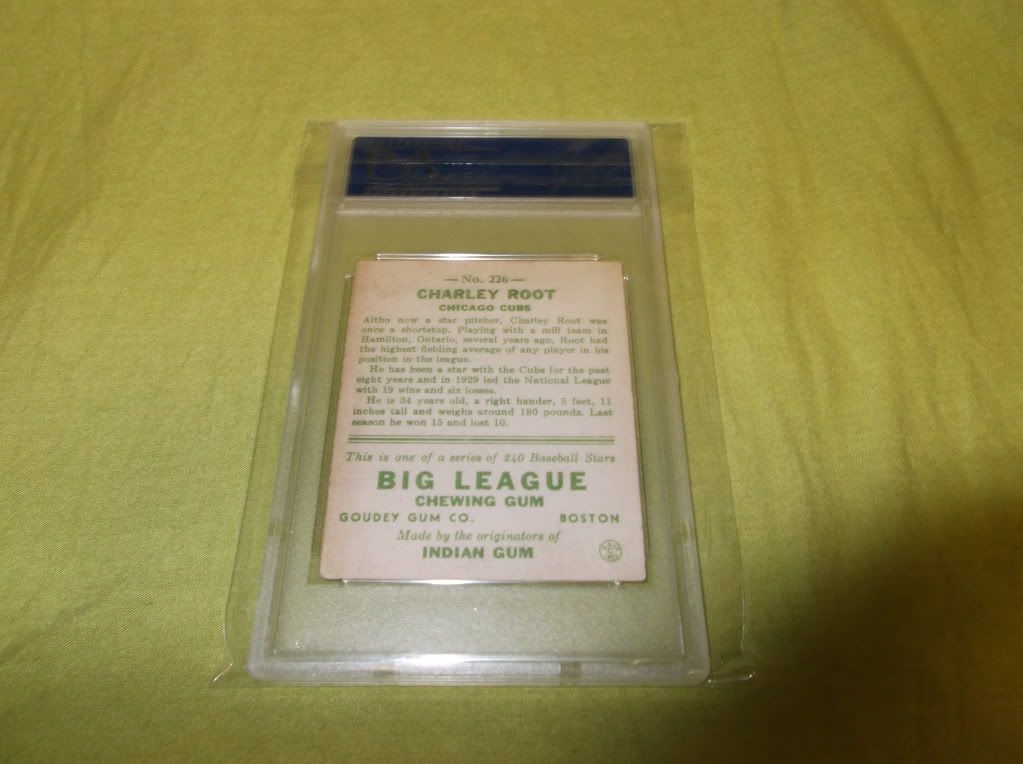 — No. 226 —
CHARLEY ROOT
CHICAGO CUBS
Altho now a star pitcher, Charley Root was
once a shortstop. Playing with a mill team in
Hamilton, Ontario, several years ago, Root had
the highest fielding average of any player in his
position in the league.
He has been a star with the Cubs for the past
eight years and in 1929 led the National League
with 19 wins and six losses.
He is 34 years old, a right hander, 5 feet, 11
inches tall and weighs around 180 pounds. Last
season he won 15 and lost 10.
This is one of a series of 240 Baseball Stars
BIG LEAGUE
CHEWING GUM
GOUDEY GUM CO. BOSTON
Made by the originators of
INDIAN GUM